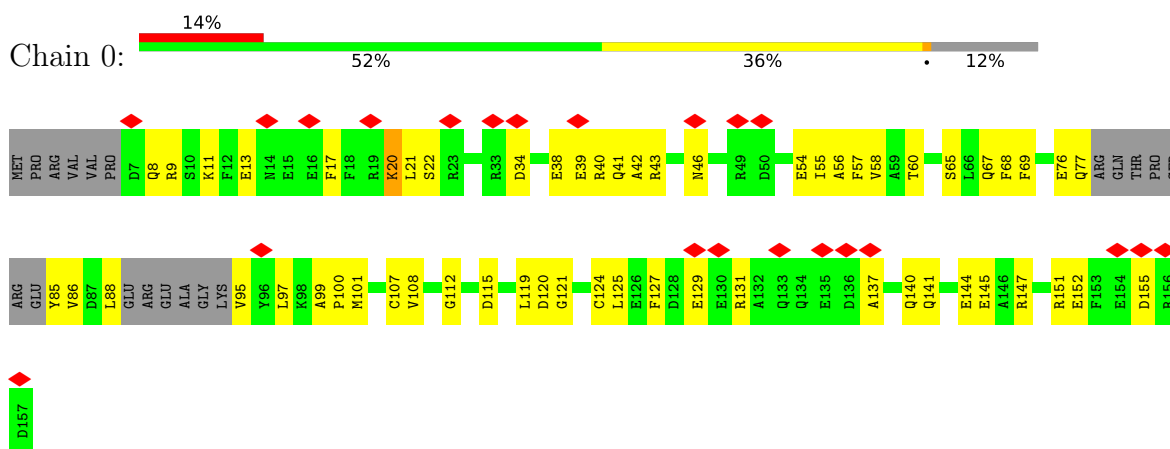 14%
Chain 0:
52% 36% • 12%
MET PRO ARG VAL VAL PRO D7 Q8 R9 S10 K11 F12 E13 N14 E15 E16 F17 F18 R19 K20 L21 S22 R23 R33 D34 E38 E39 R40 Q41 A42 R43 N46 R49 D50 E54 I55 A56 F57 V58 A59 T60 S65 L66 Q67 F68 F69 E76 Q77 ARG GLN THR PRO
ARG GLU Y85 V86 D87 L88 GLU ARG GLU ALA GLY LYS V95 Y96 L97 K98 A99 P100 M101 C107 V108 G112 D115 L119 D120 G121 C124 L125 E126 F127 D128 E129 E130 R131 A132 Q133 Q134 E135 D136 A137 Q140 Q141 E144 E145 A146 R147 R151 E152 F153 E154 D155 R156
D157